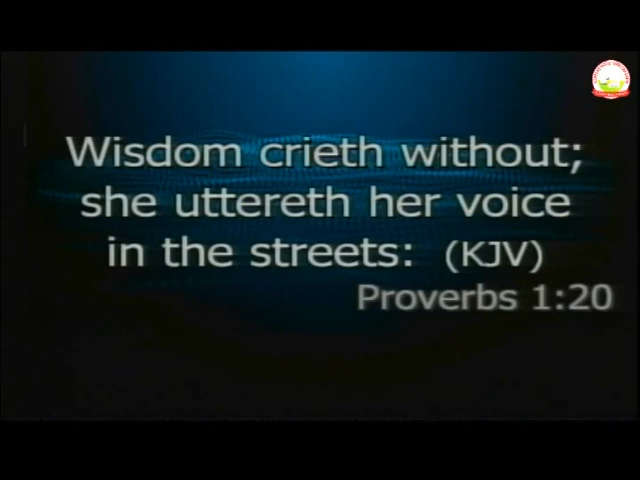 Wisdom crieth without;
she uttereth her voice
in the streets: (KJV)
Proverbs 1:20